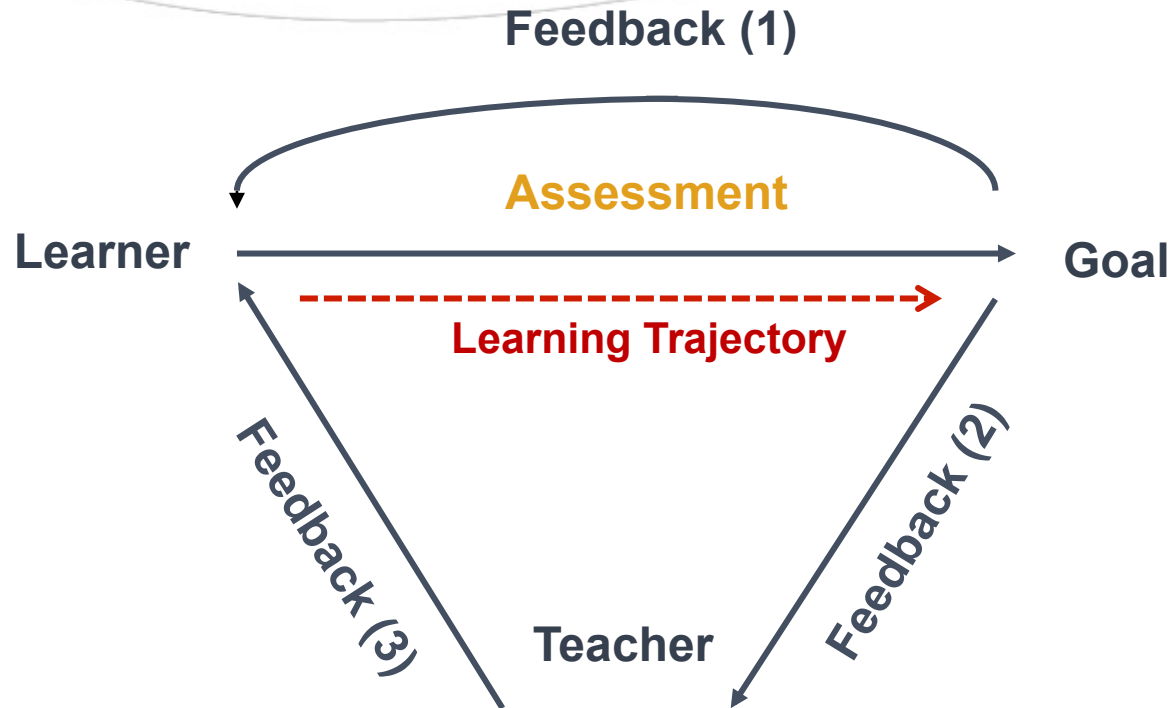 Feedback (1)
Assessment
Learner
Goal
Learning Trajectory
Feedback (3)
Feedback (2)
Teacher